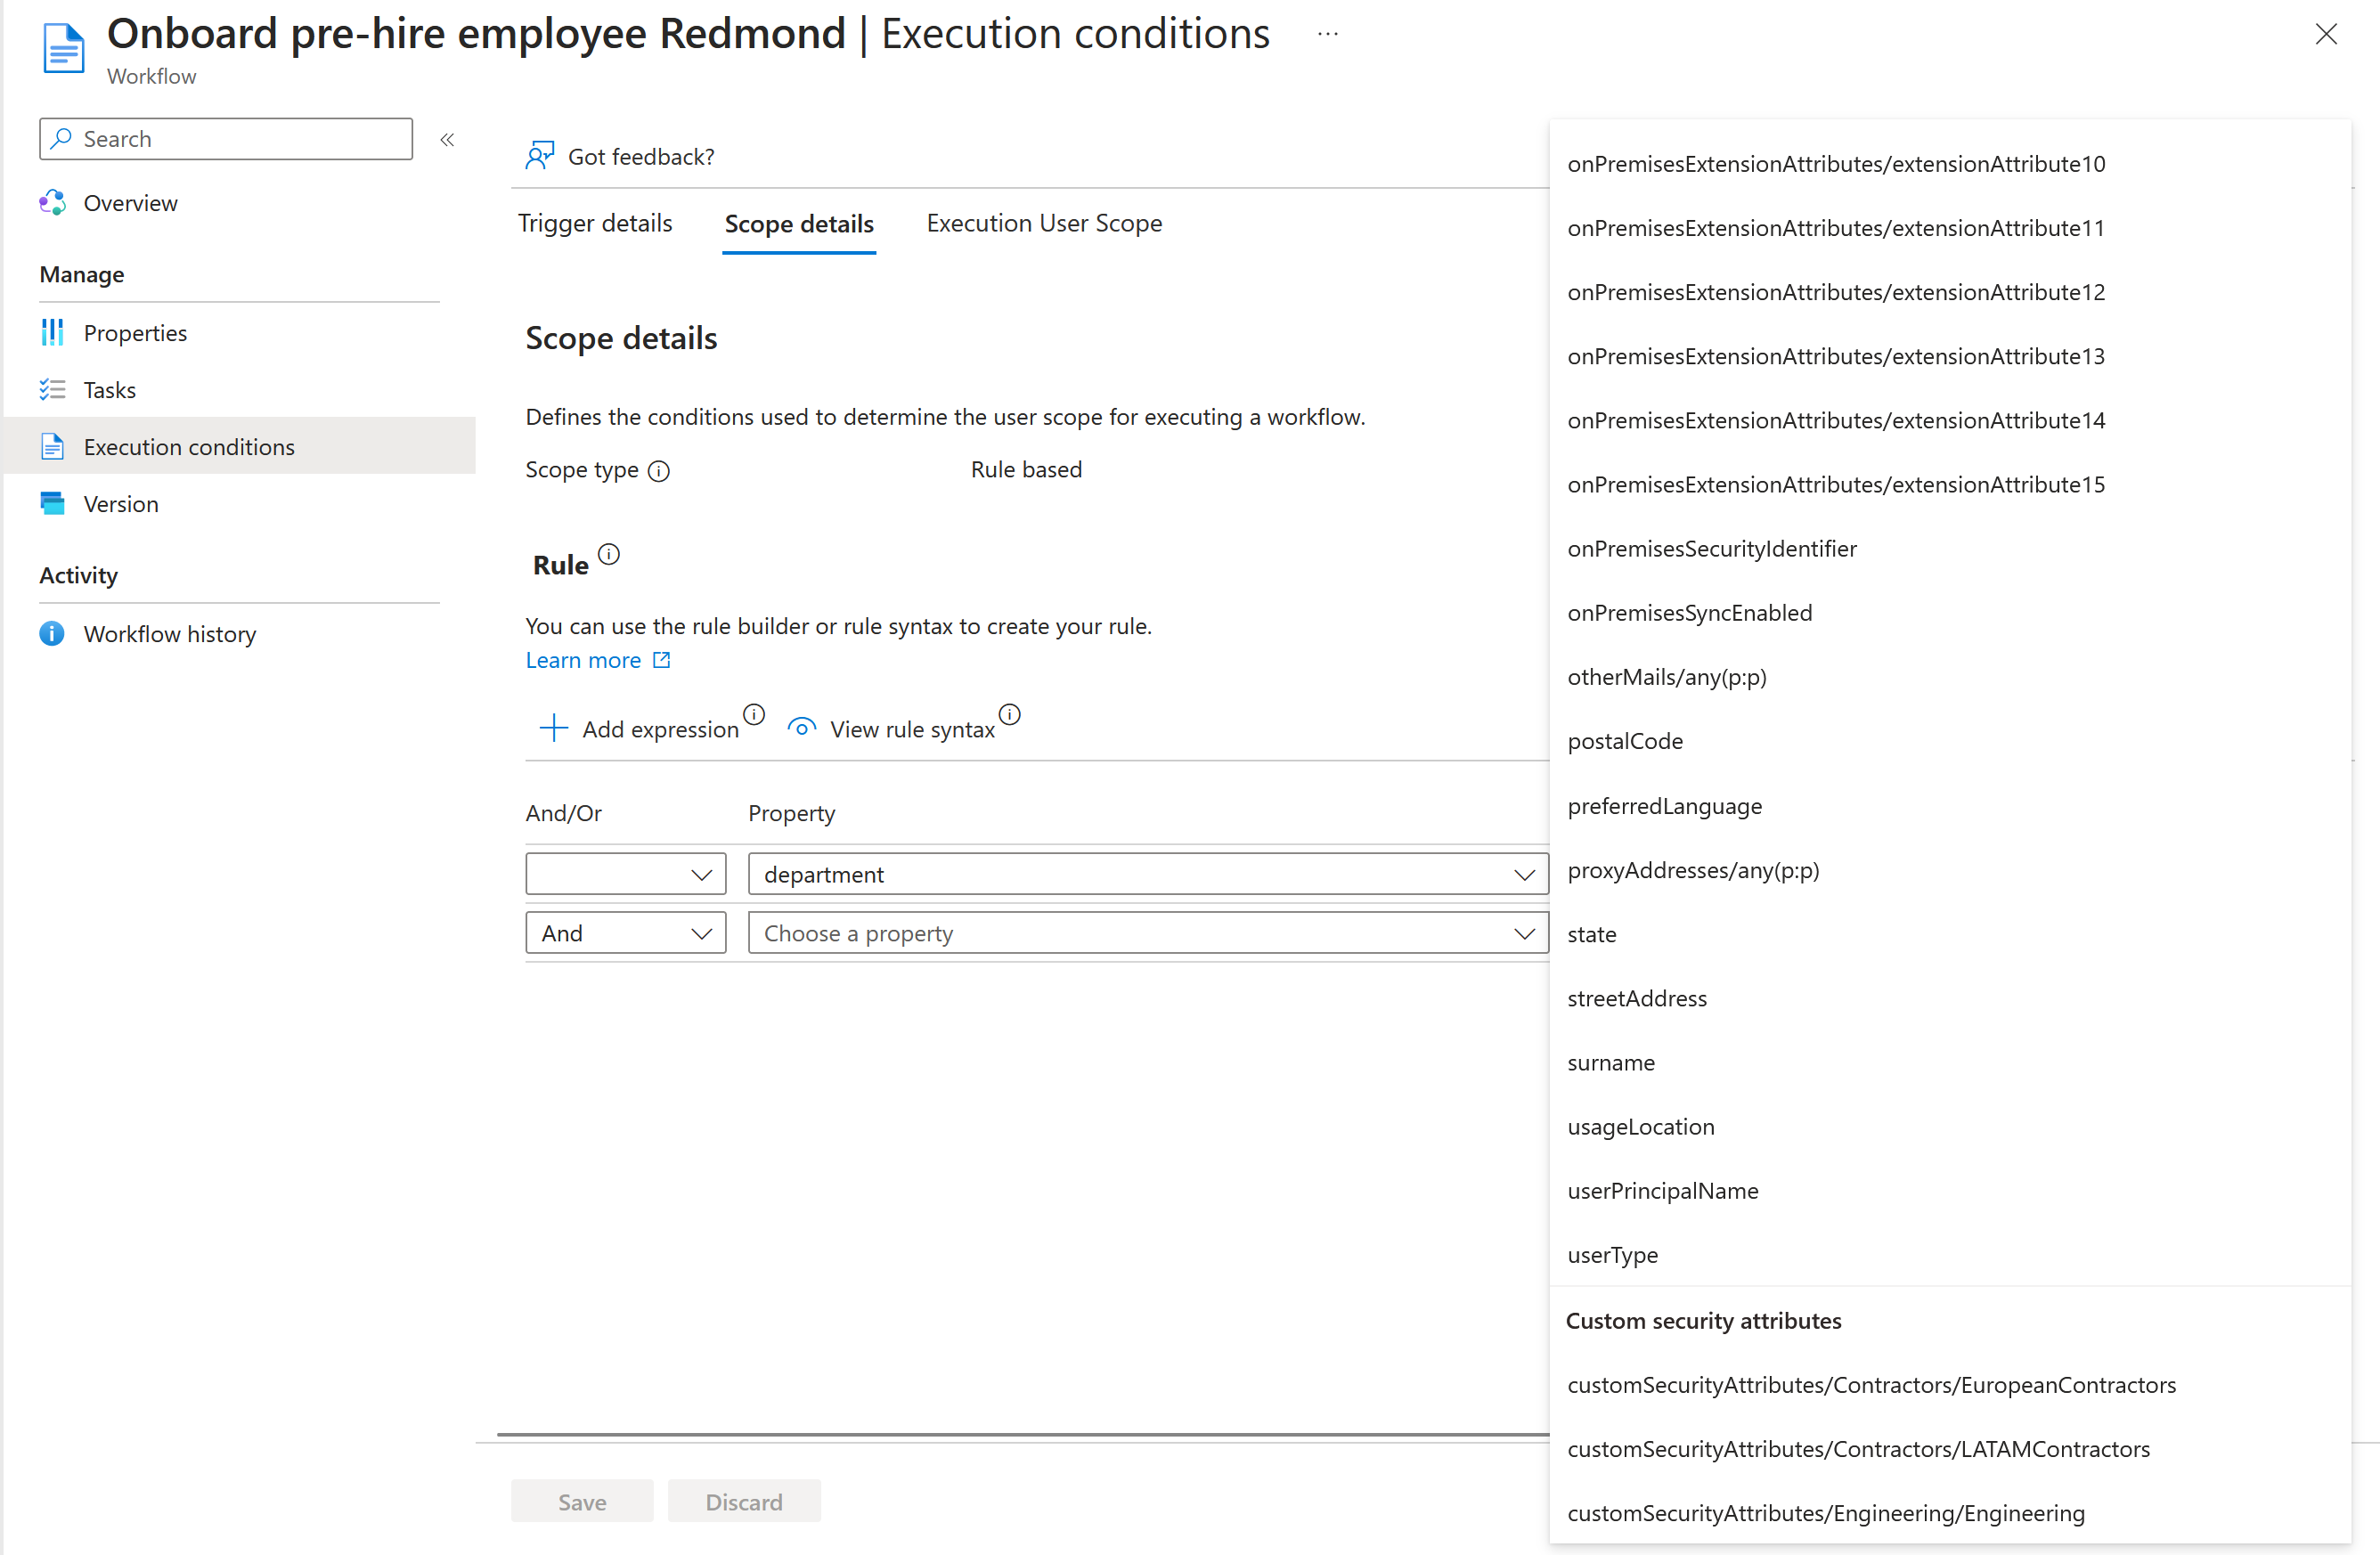 Onboard pre-hire employee Redmond | Execution conditions ...
Workflow
Search
Overview
Manage
Properties
Tasks
Execution conditions
Version
Activity
Workflow history
Got feedback?
Trigger details Scope details Execution User Scope
Scope details
Defines the conditions used to determine the user scope for executing a workflow.
Scope type Rule based
Rule
You can use the rule builder or rule syntax to create your rule.
Learn more
Add expression View rule syntax
And/Or Property
department
And Choose a property
Save Discard
onPremisesExtensionAttributes/extensionAttribute10
onPremisesExtensionAttributes/extensionAttribute11
onPremisesExtensionAttributes/extensionAttribute12
onPremisesExtensionAttributes/extensionAttribute13
onPremisesExtensionAttributes/extensionAttribute14
onPremisesExtensionAttributes/extensionAttribute15
onPremisesSecurityIdentifier
onPremisesSyncEnabled
otherMails/any(p:p)
postalCode
preferredLanguage
proxyAddresses/any(p:p)
state
streetAddress
surname
usageLocation
userPrincipalName
userType
Custom security attributes
customSecurityAttributes/Contractors/EuropeanContractors
customSecurityAttributes/Contractors/LATAMContractors
customSecurityAttributes/Engineering/Engineering